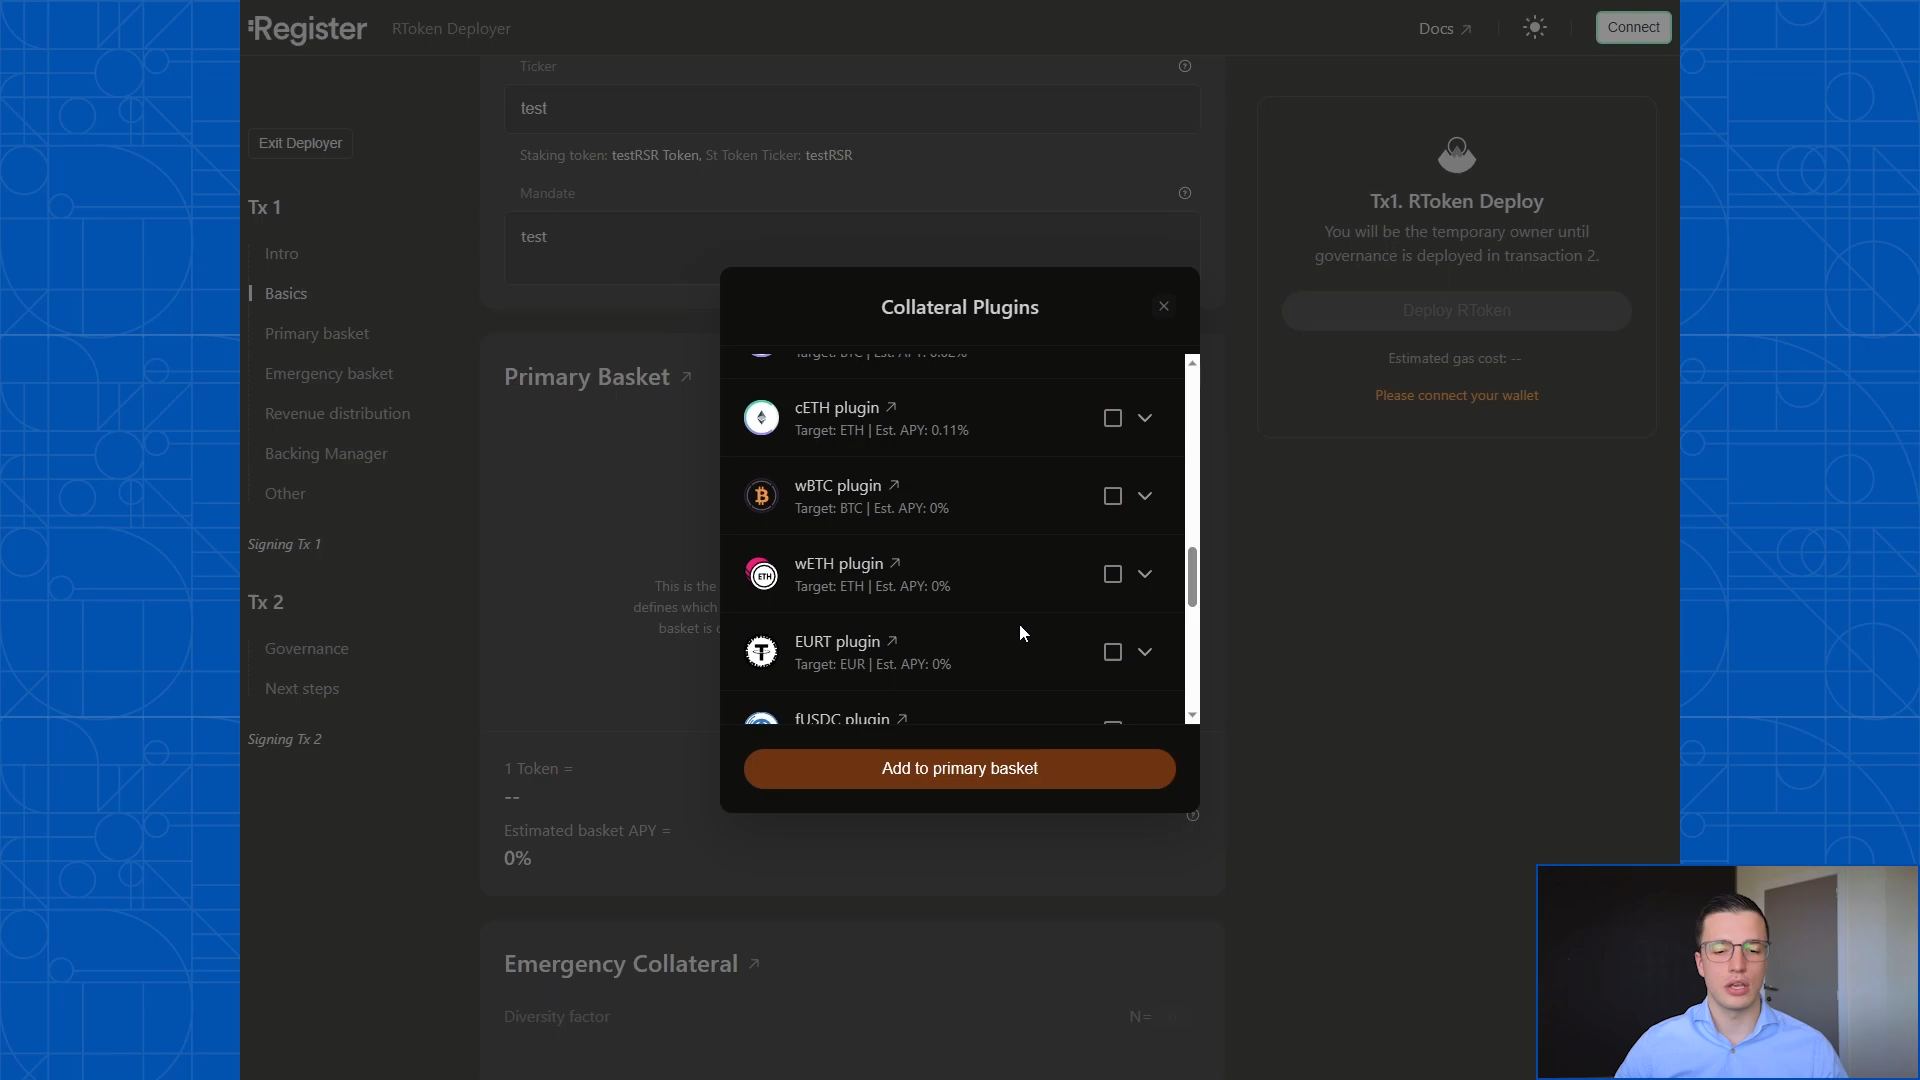 Register
RToken Deployer
Docs
Connect
Ticker
test
Exit Deployer
Staking token: testRSR Token, St Token Ticker: testRSR
Mandate
test
Tx 1
Intro
Basics
Primary basket
Emergency basket
Revenue distribution
Backing Manager
Other
Signing Tx 1
Tx 2
Governance
Next steps
Signing Tx 2
Tx1. RToken Deploy
You will be the temporary owner until
governance is deployed in transaction 2.
Deploy RToken
Estimated gas cost: --
Please connect your wallet
Primary Basket
This is the
defines which
basket is
1 Token =
--
Estimated basket APY =
0%
Collateral Plugins
Target: BTC | Est. APY: 0.02%
cETH plugin
Target: ETH | Est. APY: 0.11%
wBTC plugin
Target: BTC | Est. APY: 0%
wETH plugin
Target: ETH | Est. APY: 0%
EURT plugin
Target: EUR | Est. APY: 0%
fUSDC plugin
Add to primary basket
Emergency Collateral
Diversity factor
N=